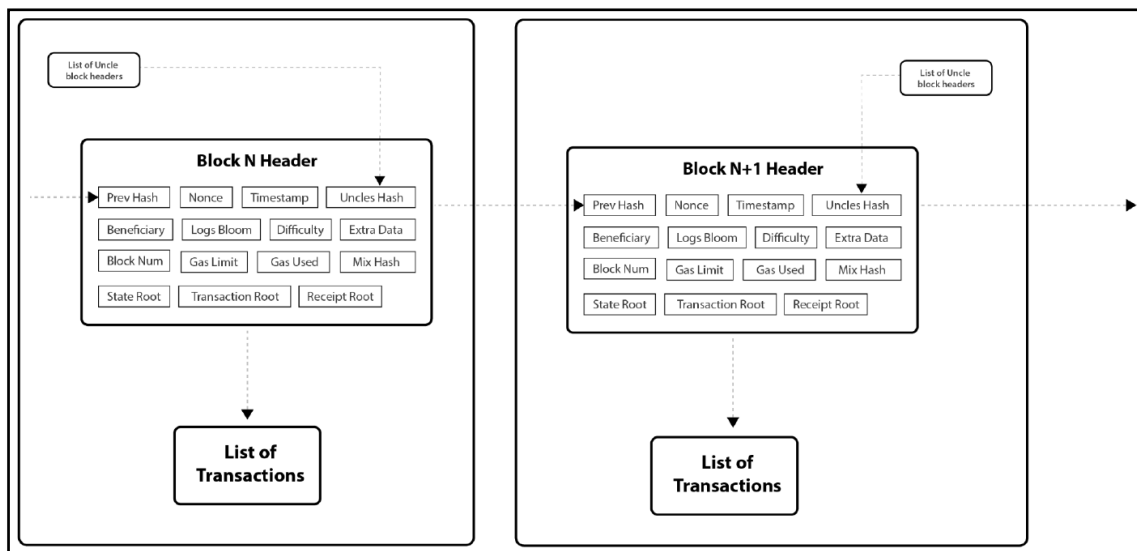 List of Uncle
block headers
Block N Header
Prev Hash
Nonce
Timestamp
Uncles Hash
Beneficiary
Logs Bloom
Difficulty
Extra Data
Block Num
Gas Limit
Gas Used
Mix Hash
State Root
Transaction Root
Receipt Root
List of
Transactions
List of Uncle
block headers
Block N+1 Header
Prev Hash
Nonce
Timestamp
Uncles Hash
Beneficiary
Logs Bloom
Difficulty
Extra Data
Block Num
Gas Limit
Gas Used
Mix Hash
State Root
Transaction Root
Receipt Root
List of
Transactions